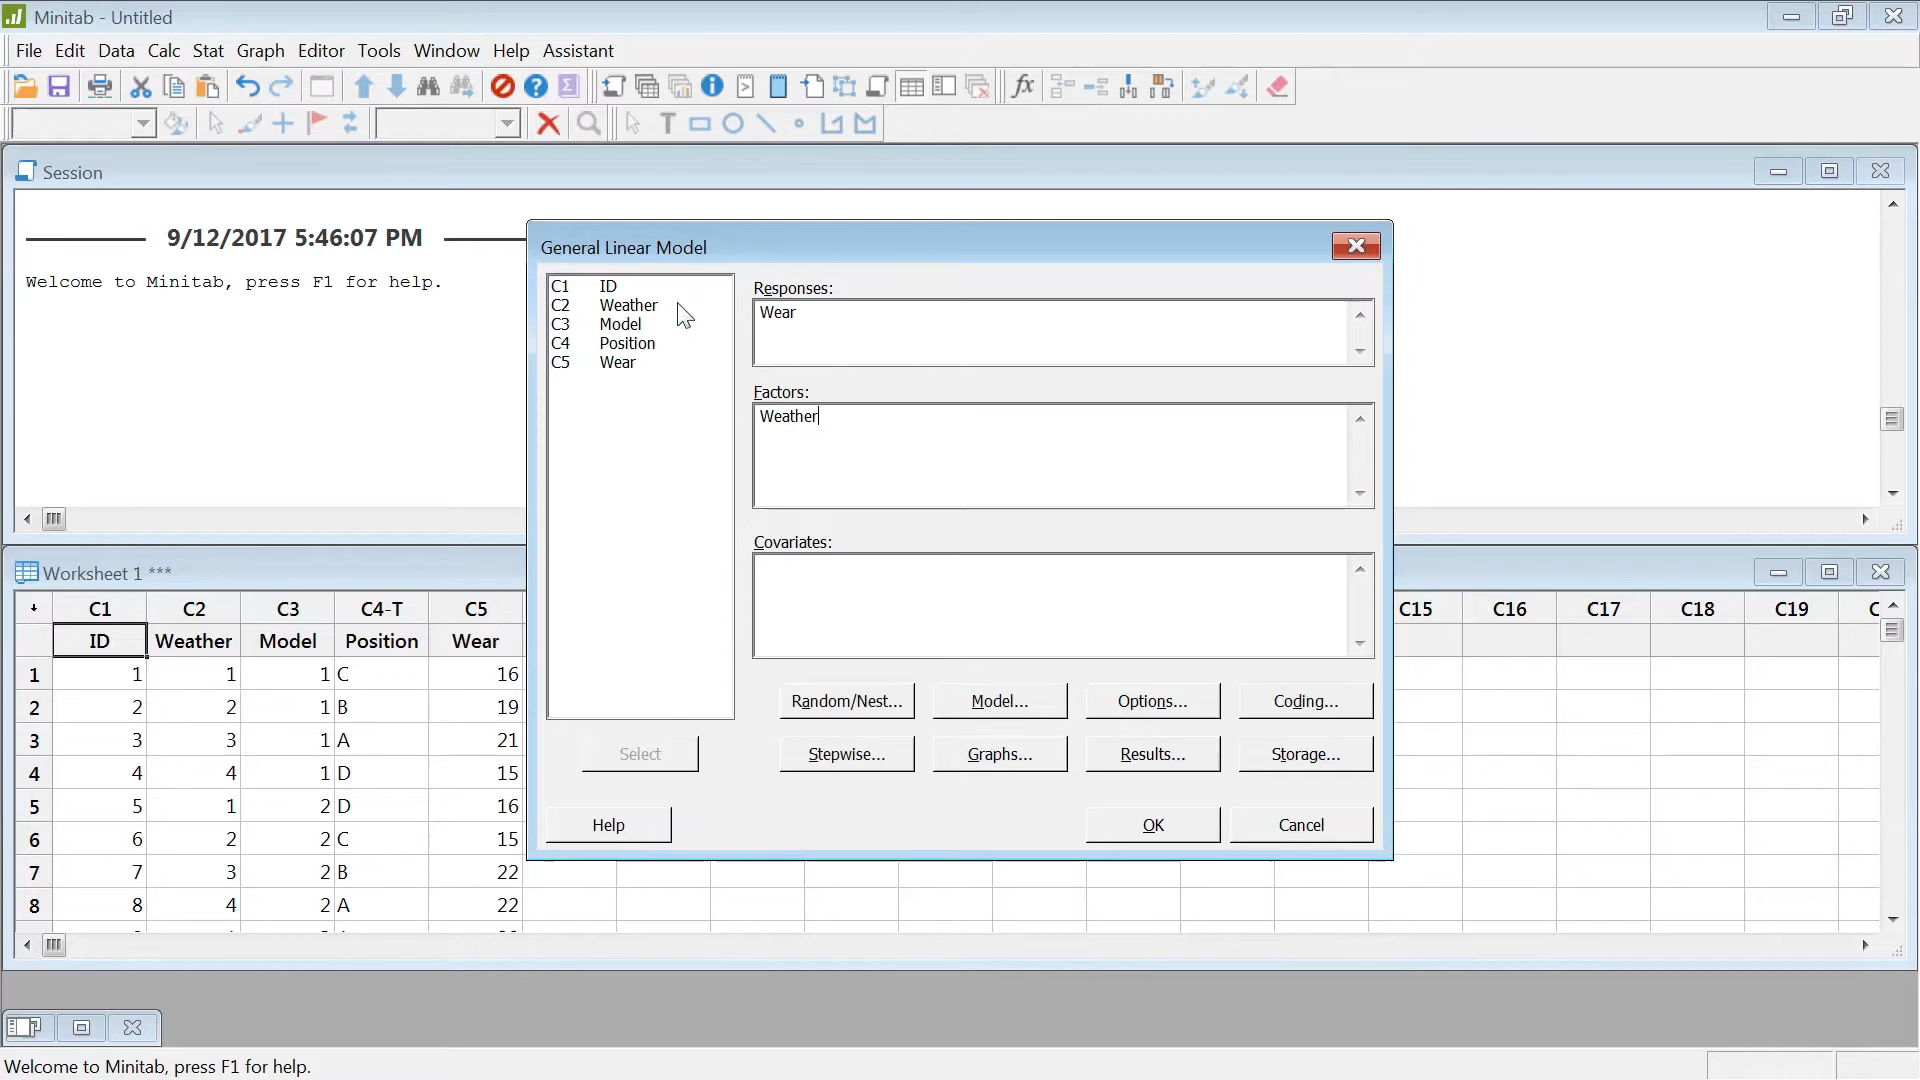 Minitab - Untitled
File Edit Data Calc Stat Graph Editor Tools Window Help Assistant
Session
9/12/2017 5:46:07 PM
Welcome to Minitab, press F1 for help.
General Linear Model
C1 ID
C2 Weather
C3 Model
C4 Position
C5 Wear
Responses:
Wear
Factors:
Weather
Covariates:
Random/Nest... Model... Options... Coding...
Select Stepwise... Graphs... Results... Storage...
Help OK Cancel
Worksheet 1 ***
C1 C2 C3 C4-T C5 C15 C16 C17 C18 C19
ID Weather Model Position Wear
1 1 1 1 C 16
2 2 2 1 B 19
3 3 3 1 A 21
4 4 4 1 D 15
5 5 1 2 D 16
6 6 2 2 C 15
7 7 3 2 B 22
8 8 4 2 A 22
Welcome to Minitab, press F1 for help.